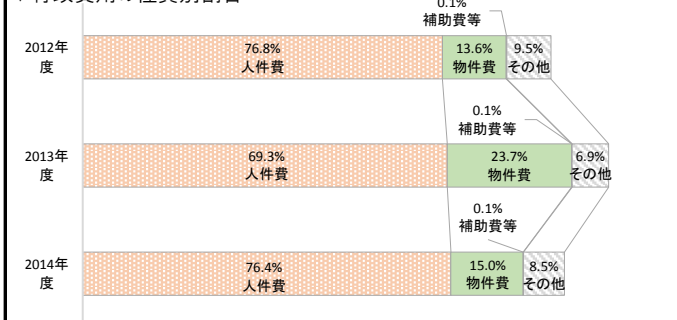 0.1%
補助費等
2012年
度
76.8%
人件費
13.6%
物件費
9.5%
その他
0.1%
補助費等
2013年
度
69.3%
人件費
23.7%
物件費
6.9%
その他
0.1%
補助費等
2014年
度
76.4%
人件費
15.0%
物件費
8.5%
その他